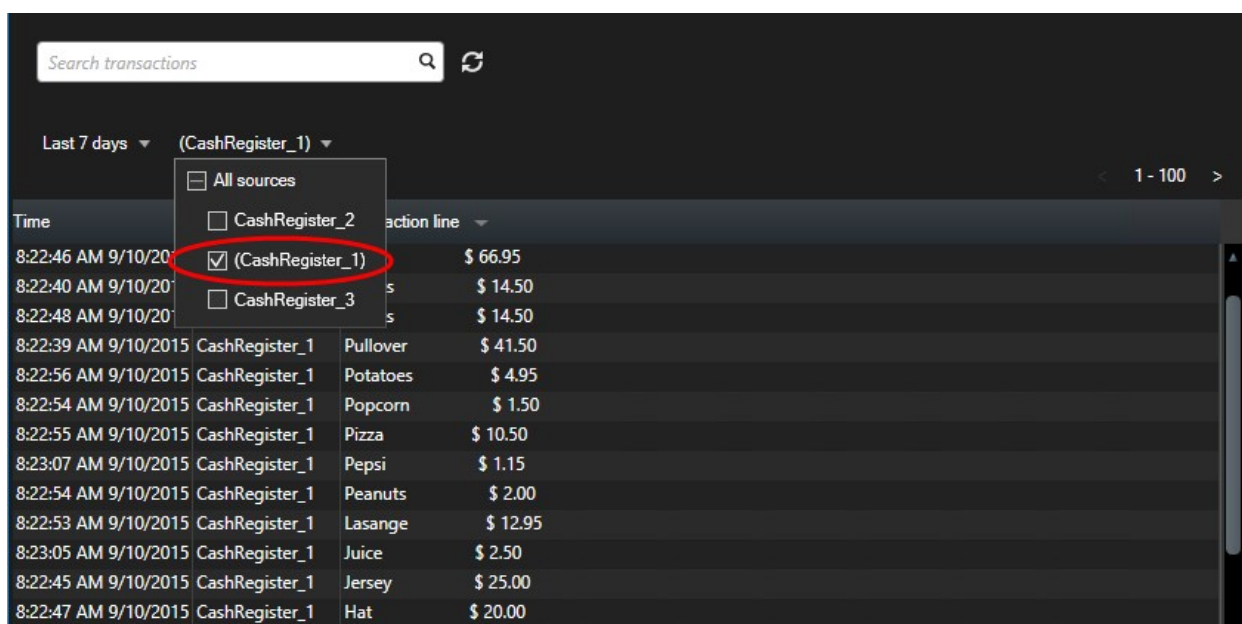 Search transactions
Last 7 days (CashRegister_1)
All sources
1 - 100 >
CashRegister_2
Time action line
(CashRegister_1)
8:22:46 AM 9/10/20 $ 66.95
CashRegister_3
8:22:40 AM 9/10/20 s $ 14.50
8:22:48 AM 9/10/20 s $ 14.50
8:22:39 AM 9/10/2015 CashRegister_1 Pullover $ 41.50
8:22:56 AM 9/10/2015 CashRegister_1 Potatoes $ 4.95
8:22:54 AM 9/10/2015 CashRegister_1 Popcorn $ 1.50
8:22:55 AM 9/10/2015 CashRegister_1 Pizza $ 10.50
8:23:07 AM 9/10/2015 CashRegister_1 Pepsi $ 1.15
8:22:54 AM 9/10/2015 CashRegister_1 Peanuts $ 2.00
8:22:53 AM 9/10/2015 CashRegister_1 Lasange $ 12.95
8:23:05 AM 9/10/2015 CashRegister_1 Juice $ 2.50
8:22:45 AM 9/10/2015 CashRegister_1 Jersey $ 25.00
8:22:47 AM 9/10/2015 CashRegister_1 Hat $ 20.00